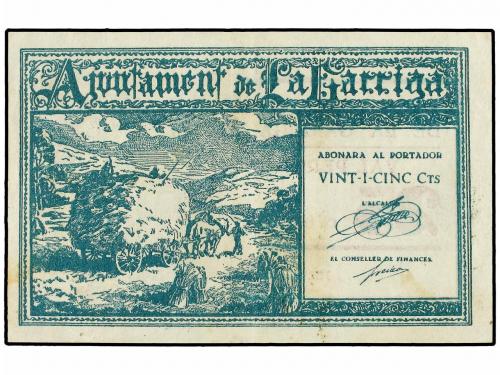 Ajuntament de La Garriga
ABONARA AL PORTADOR
VINT-I-CINC CTS
L'ALCALDE
EL CONSELLER DE FINANCES,